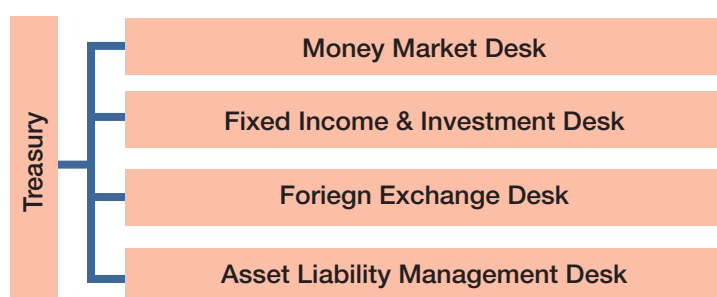 Treasury
Money Market Desk
Fixed Income & Investment Desk
Foriegn Exchange Desk
Asset Liability Management Desk